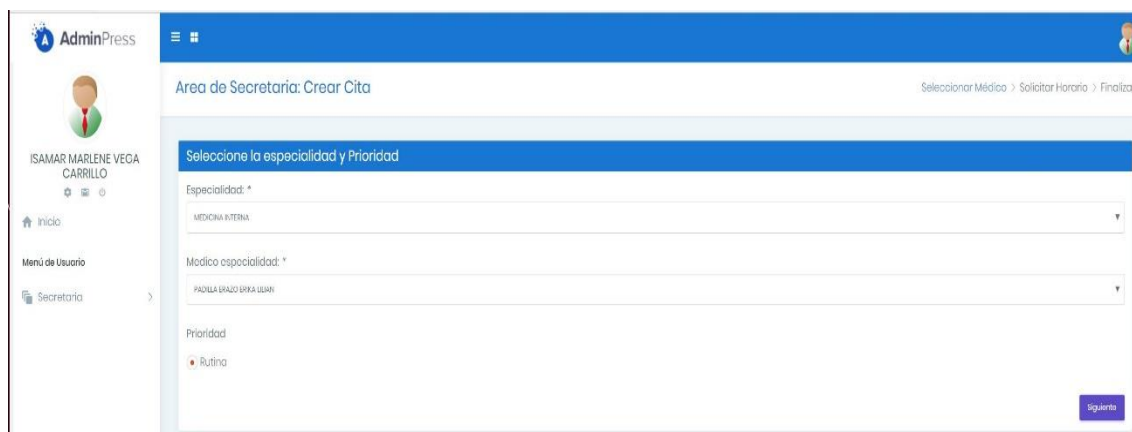 AdminPress
ISAMAR MARLENE VEGA
CARRILLO
Inicio
Menú de Usuario
Secretaria
Area de Secretaria: Crear Cita
Seleccionar Médico > Solicitar Horario > Finaliza
Seleccione la especialidad y Prioridad
Especialidad: *
MEDICINA INTERNA
Medico especialidad: *
PADILLA ERAZO ERIKA LILIAN
Prioridad
Rutina
Siguiente